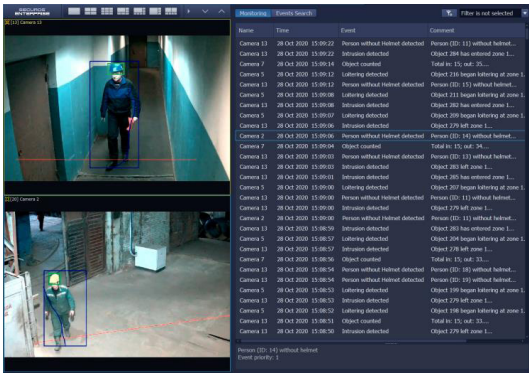 SECUROS
ENTERPRISE
Monitoring Events Search Filter is not selected
[13] Camera 13
Name Time Event Comment
Camera 13 28 Oct 2020 15:09:22 Person without Helmet detected Person (ID: 11) without helmet...
Camera 13 28 Oct 2020 15:09:22 Intrusion detected Object 284 has entered zone 1...
Camera 7 28 Oct 2020 15:09:14 Object counted Total in: 15; out: 35....
Camera 5 28 Oct 2020 15:09:12 Loitering detected Object 216 began loitering at zone 1.
Camera 13 28 Oct 2020 15:09:12 Person without Helmet detected Person (ID: 15) without helmet...
Camera 5 28 Oct 2020 15:09:08 Loitering detected Object 211 began loitering at zone 1.
Camera 13 28 Oct 2020 15:09:08 Intrusion detected Object 282 has entered zone 1...
Camera 5 28 Oct 2020 15:09:07 Loitering detected Object 209 began loitering at zone 1.
Camera 13 28 Oct 2020 15:09:06 Intrusion detected Object 279 left zone 1...
Camera 2 28 Oct 2020 15:09:06 Person without Helmet detected Person (ID: 14) without helmet...
Camera 7 28 Oct 2020 15:09:04 Object counted Total in: 15; out: 34....
Camera 13 28 Oct 2020 15:09:03 Person without Helmet detected Person (ID: 13) without helmet...
Camera 13 28 Oct 2020 15:09:03 Intrusion detected Object 283 left zone 1...
Camera 13 28 Oct 2020 15:09:01 Intrusion detected Object 285 has entered zone 1...
Camera 5 28 Oct 2020 15:09:00 Loitering detected Object 207 began loitering at zone 1.
Camera 13 28 Oct 2020 15:09:00 Person without Helmet detected Person (ID: 11) without helmet...
Camera 13 28 Oct 2020 15:09:00 Intrusion detected Object 279 left zone 1...
Camera 2 28 Oct 2020 15:09:00 Person without Helmet detected Person (ID: 11) without helmet...
Camera 13 28 Oct 2020 15:08:59 Intrusion detected Object 283 has entered zone 1...
Camera 5 28 Oct 2020 15:08:57 Loitering detected Object 204 began loitering at zone 1.
Camera 13 28 Oct 2020 15:08:57 Intrusion detected Object 278 left zone 1...
Camera 7 28 Oct 2020 15:08:56 Object counted Total in: 15; out: 33....
Camera 13 28 Oct 2020 15:08:54 Person without Helmet detected Person (ID: 18) without helmet...
Camera 13 28 Oct 2020 15:08:54 Person without Helmet detected Person (ID: 19) without helmet...
Camera 5 28 Oct 2020 15:08:53 Loitering detected Object 199 began loitering at zone 1.
Camera 13 28 Oct 2020 15:08:53 Intrusion detected Object 279 left zone 1...
Camera 5 28 Oct 2020 15:08:52 Loitering detected Object 198 began loitering at zone 1.
Camera 13 28 Oct 2020 15:08:51 Object counted Total in: 15; out: 33....
Camera 13 28 Oct 2020 15:08:50 Intrusion detected Object 279 left zone 1...
Person (ID: 14) without helmet
Event priority: 1
[10] Camera 2